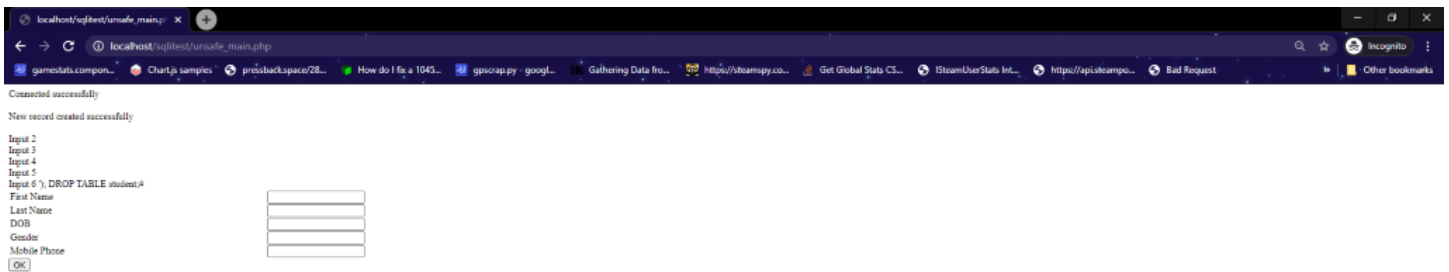 localhost/sqlitest/unsafe_main.p
localhost/sqlitest/unsafe_main.php
Incognito
gamestats.compon... Chart.js samples pressback.space/28... How do I fix a 1045... gpscrap.py - googl... Gathering Data fro... https://steamspy.co... Get Global Stats CS... ISteamUserStats Int... https://api.steampo... Bad Request » Other bookmarks
Connected successfully
New record created successfully
Input 2
Input 3
Input 4
Input 5
Input 6 '); DROP TABLE student;#
First Name
Last Name
DOB
Gender
Mobile Phone
OK